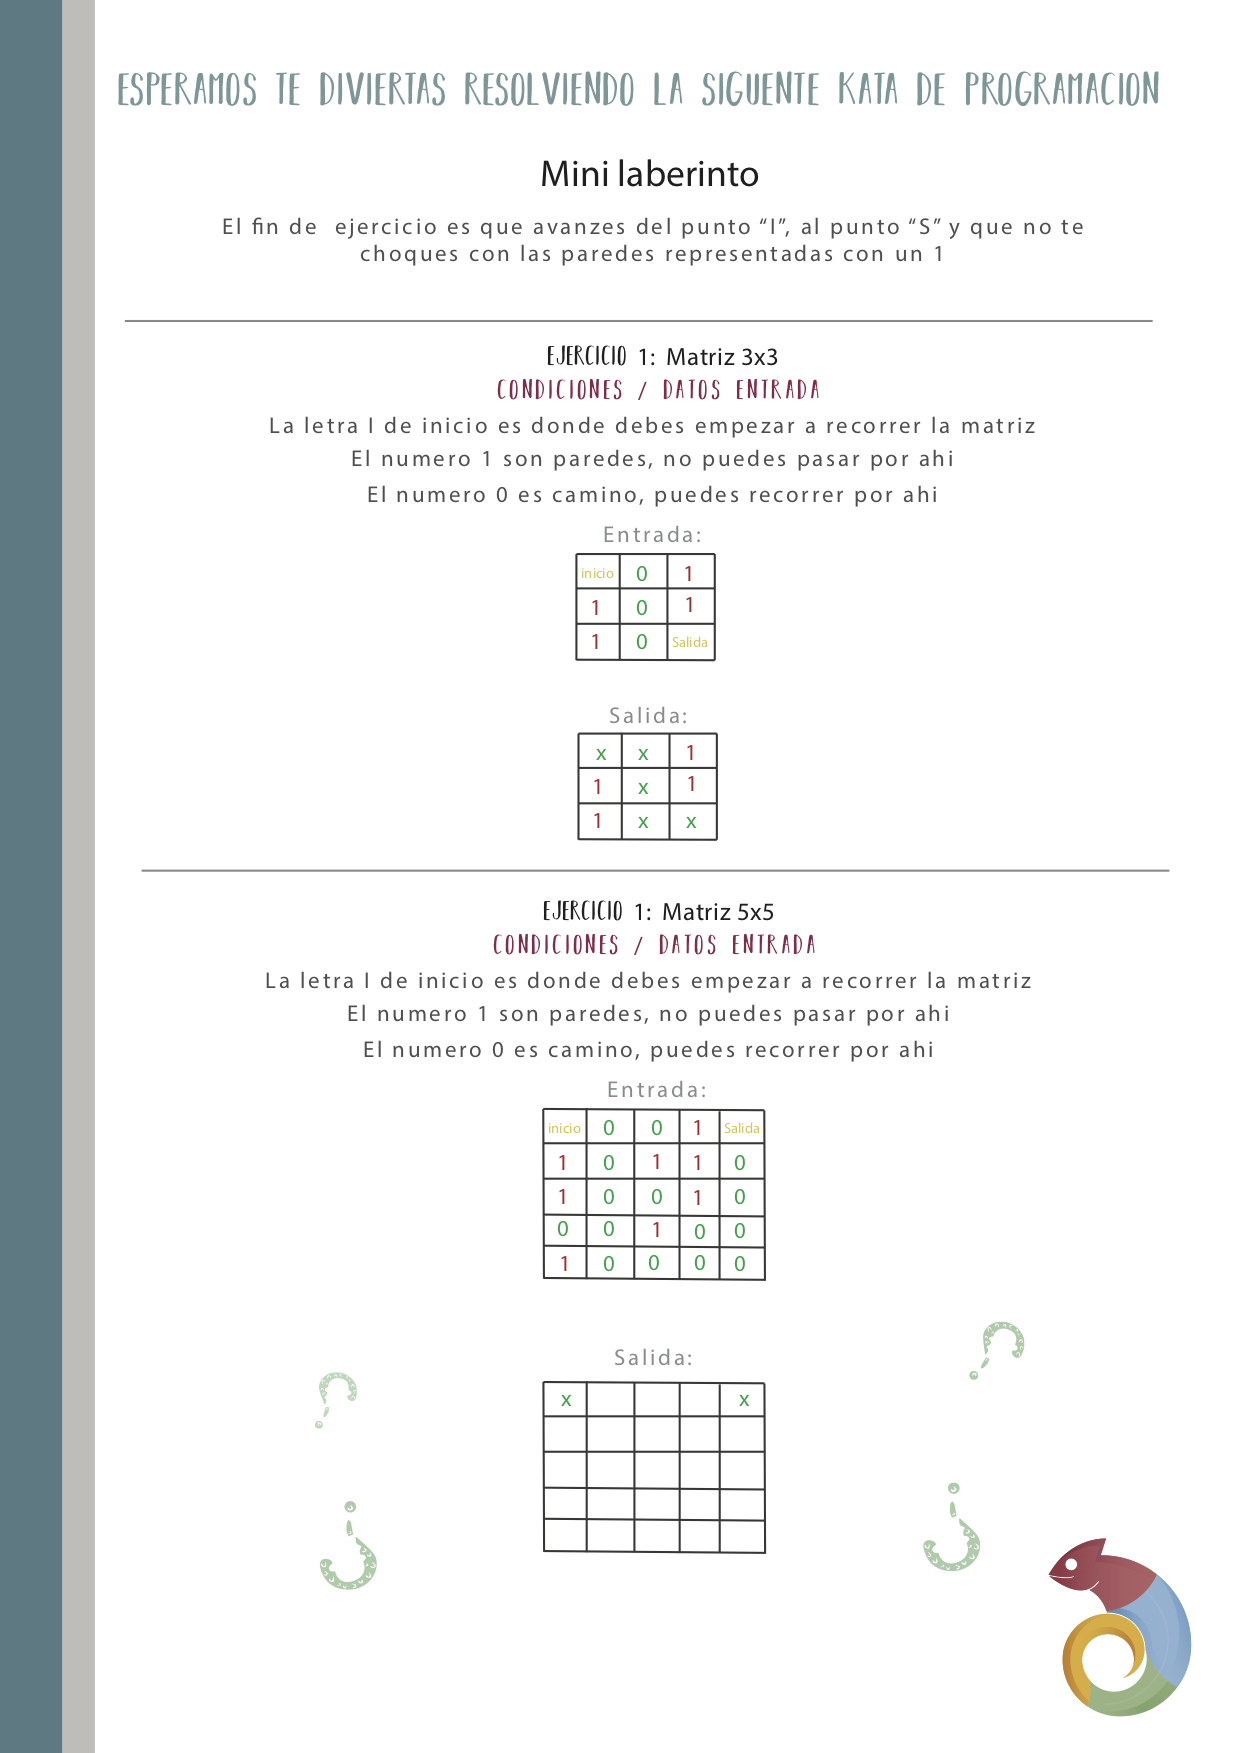 ESPERAMOS TE DIVIERTAS RESOLVIENDO LA SIGUENTE KATA DE PROGRAMACION
Mini laberinto
El fin de ejercicio es que avanzes del punto “I”, al punto “S” y que no te
choques con las paredes representadas con un 1
EJERCICIO 1: Matriz 3x3
CONDICIONES / DATOS ENTRADA
La letra I de inicio es donde debes empezar a recorrer la matriz
El numero 1 son paredes, no puedes pasar por ahi
El numero 0 es camino, puedes recorrer por ahi
Entrada:
inicio 0 1
1 0 1
1 0 Salida
Salida:
x x 1
1 x 1
1 x x
EJERCICIO 1: Matriz 5x5
CONDICIONES / DATOS ENTRADA
La letra I de inicio es donde debes empezar a recorrer la matriz
El numero 1 son paredes, no puedes pasar por ahi
El numero 0 es camino, puedes recorrer por ahi
Entrada:
inicio 0 0 1 Salida
1 0 1 1 0
1 0 0 1 0
0 0 1 0 0
1 0 0 0 0
Salida:
x x